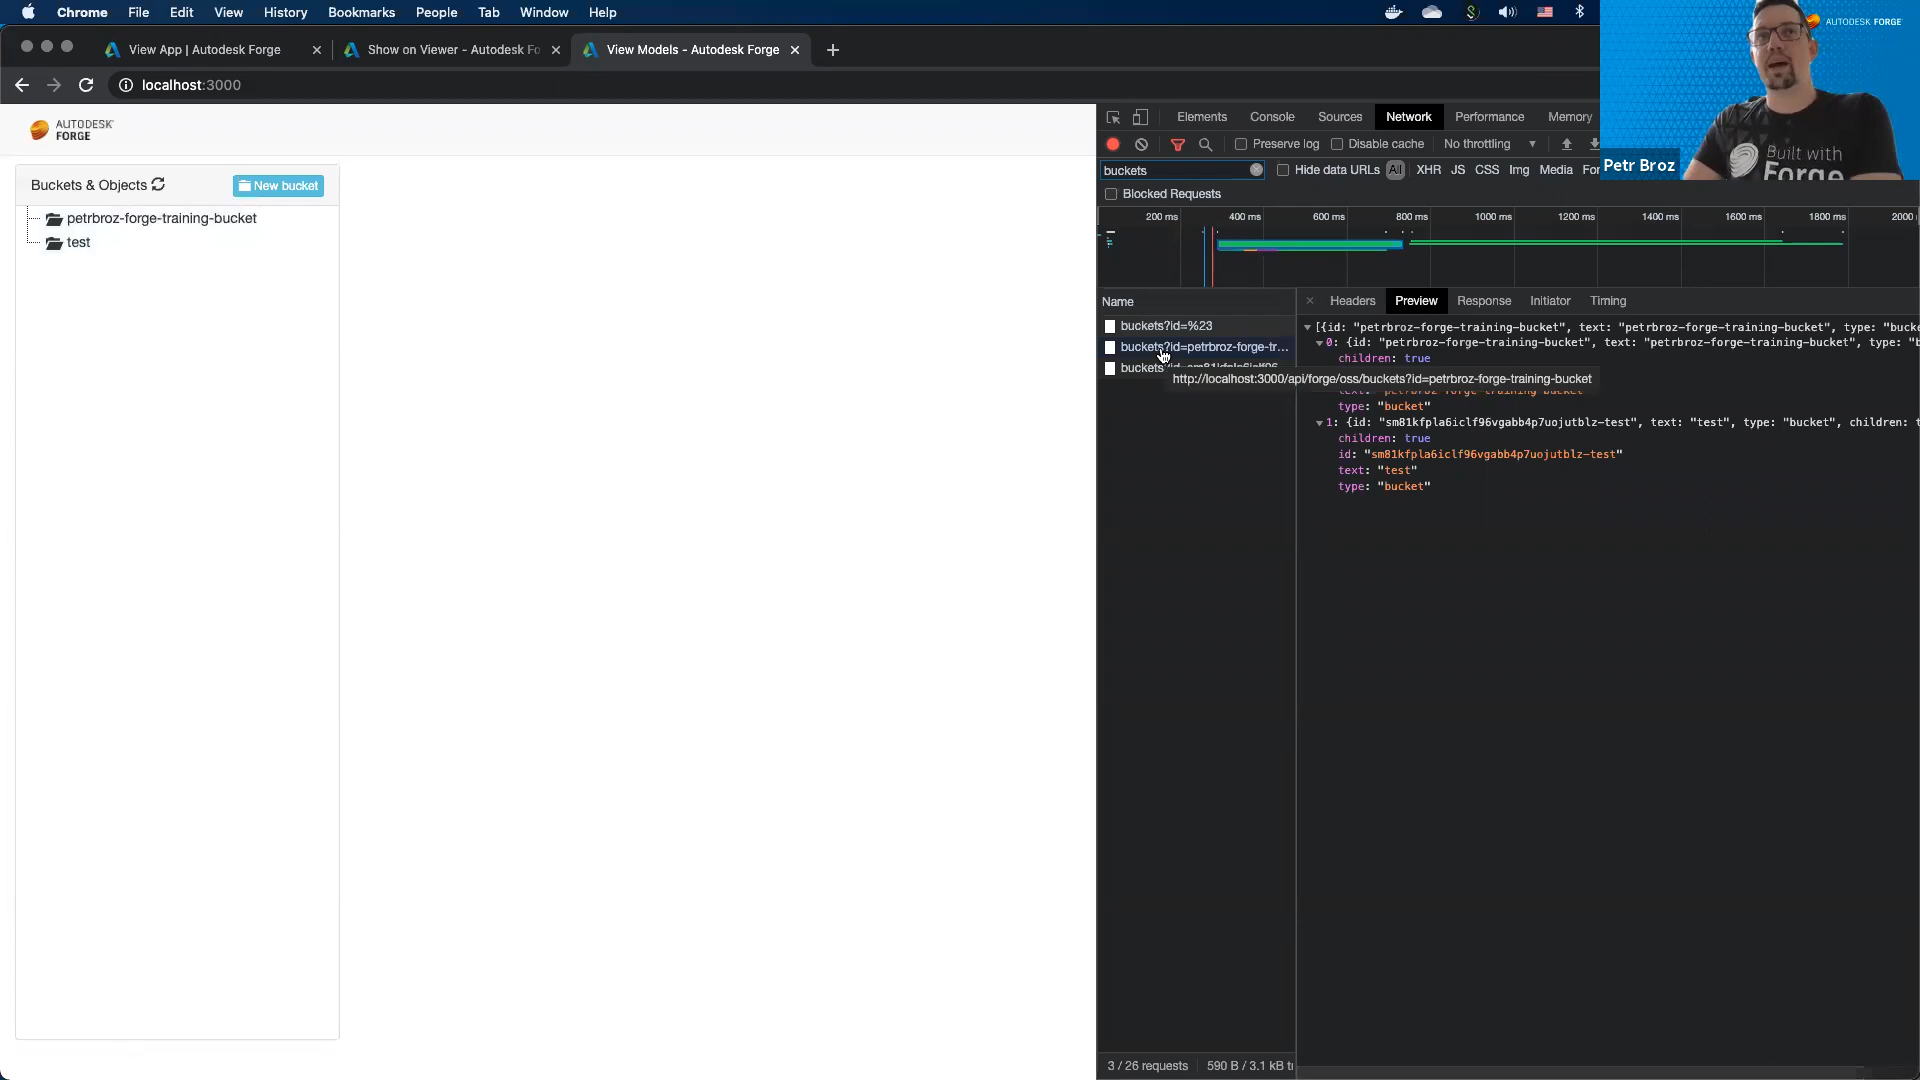 Chrome File Edit View History Bookmarks People Tab Window Help
View App | Autodesk Forge
Show on Viewer - Autodesk Fo
View Models - Autodesk Forge
AUTODESK FORGE
localhost:3000
AUTODESK
FORGE
Elements Console Sources Network Performance Memory
Preserve log Disable cache No throttling
buckets
Hide data URLs All XHR JS CSS Img Media
Blocked Requests
Petr Broz
Built with
Forge
Buckets & Objects
New bucket
petrbroz-forge-training-bucket
test
200 ms 400 ms 600 ms 800 ms 1000 ms 1200 ms 1400 ms 1600 ms 1800 ms 2000
Name
buckets?id=%23
buckets?id=petrbroz-forge-tr...
Headers Preview Response Initiator Timing
[{id: "petrbroz-forge-training-bucket", text: "petrbroz-forge-training-bucket", type: "bucke
0: {id: "petrbroz-forge-training-bucket", text: "petrbroz-forge-training-bucket", type: "b
children: true
http://localhost:3000/api/forge/oss/buckets?id=petrbroz-forge-training-bucket
type: "bucket"
1: {id: "sm81kfpla6iclf96vgabb4p7uojutblz-test", text: "test", type: "bucket", children: t
children: true
id: "sm81kfpla6iclf96vgabb4p7uojutblz-test"
text: "test"
type: "bucket"
3 / 26 requests 590 B / 3.1 kB